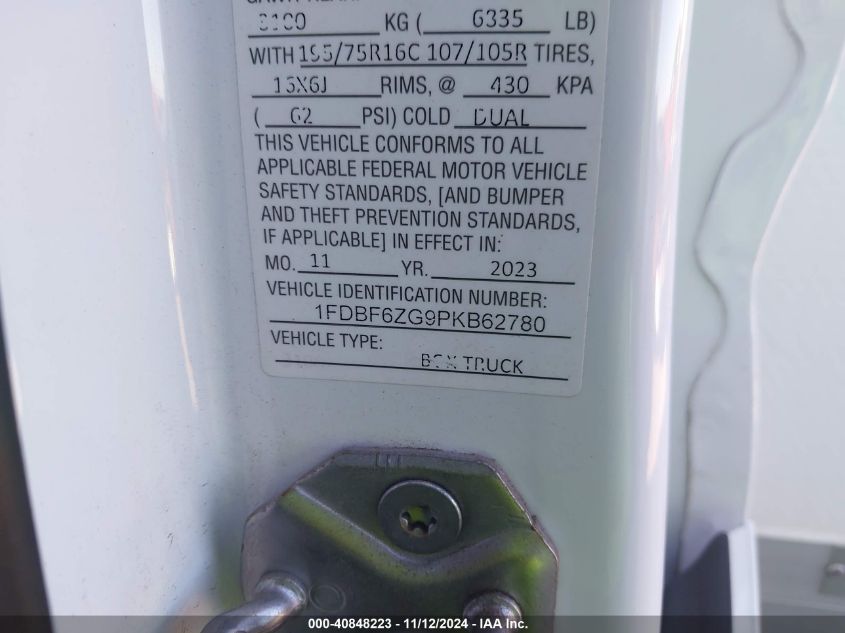 KG ( 6335 LB)
WITH 195/75R16C 107/105R TIRES,
16X6J RIMS, @ 430 KPA
( 62 PSI) COLD DUAL
THIS VEHICLE CONFORMS TO ALL
APPLICABLE FEDERAL MOTOR VEHICLE
SAFETY STANDARDS, [AND BUMPER
AND THEFT PREVENTION STANDARDS,
IF APPLICABLE] IN EFFECT IN:
MO. 11 YR. 2023
VEHICLE IDENTIFICATION NUMBER:
1FDBF6ZG9PKB62780
VEHICLE TYPE:
BOX TRUCK
000-40848223 - 11/12/2024 - IAA Inc.